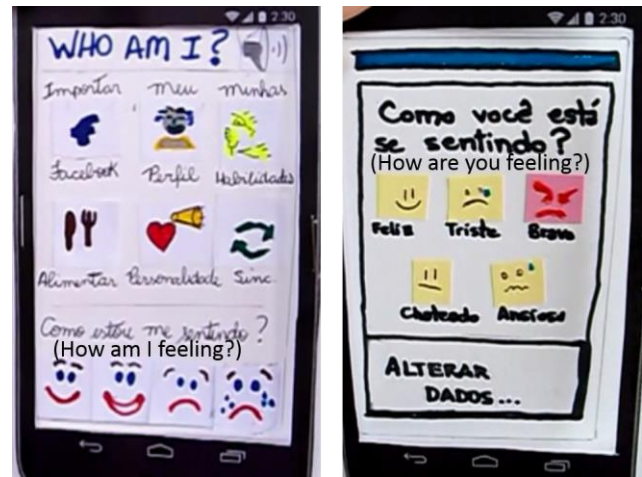 2:30
WHO AM I?
Importar Meu Minhas
Facebook Perfil Habilidades
Alimentar Personalidade Sinc.
Como estou me sentindo?
(How am I feeling?)
2:30
Como você está
se sentindo?
(How are you feeling?)
Feliz Triste Bravo
Chateado Ansioso
ALTERAR
DADOS...